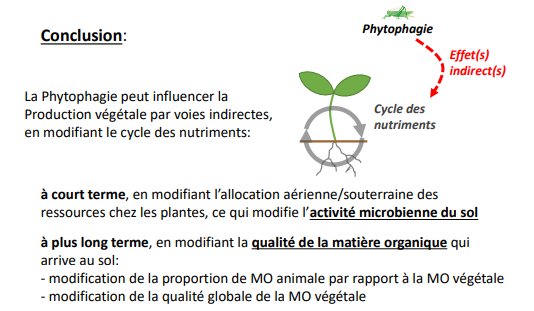 Conclusion:
Phytophagie
Effet(s)
indirect(s)
La Phytophagie peut influencer la
Production végétale par voies indirectes,
en modifiant le cycle des nutriments:
Cycle des
nutriments
à court terme, en modifiant l'allocation aérienne/souterraine des
ressources chez les plantes, ce qui modifie l'activité microbienne du sol
à plus long terme, en modifiant la qualité de la matière organique qui
arrive au sol:
- modification de la proportion de MO animale par rapport à la MO végétale
- modification de la qualité globale de la MO végétale